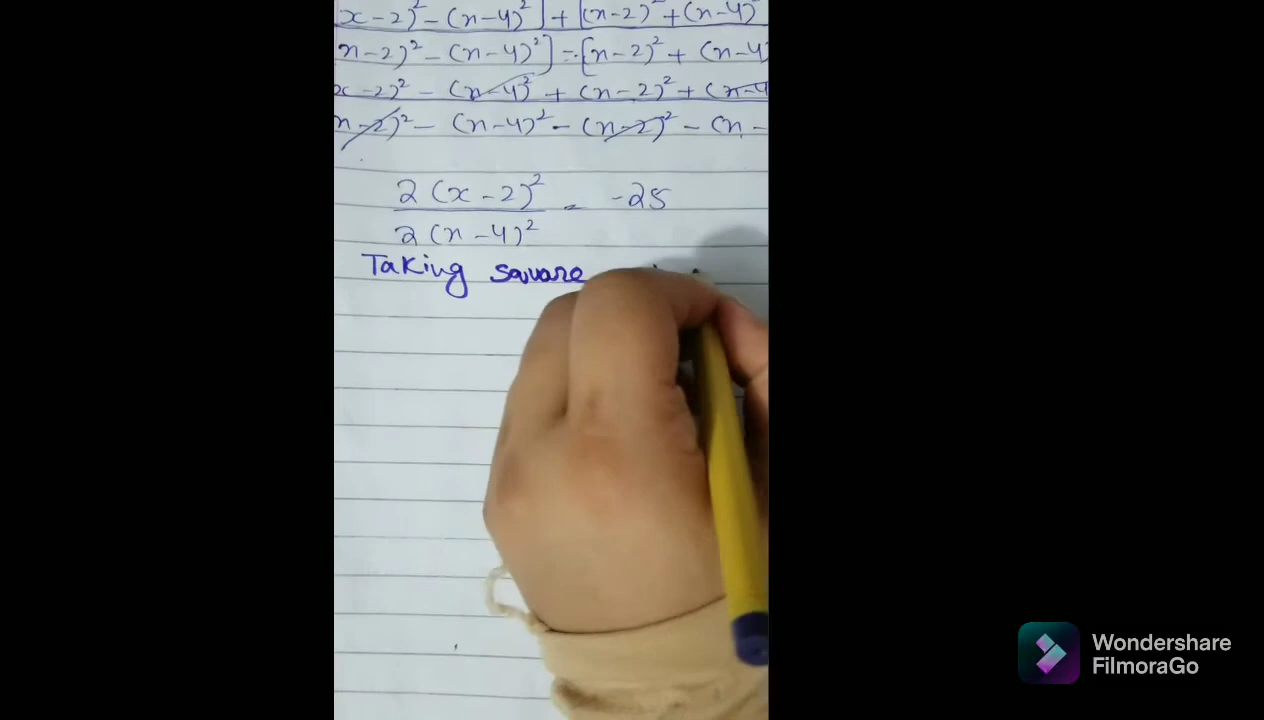 x-2)² - (n-4)²] + [(n-2)² + (n-4)²
n-2)² - (n-4)²] - [n-2)² + (n-4)
x-2)² - (n-4)² + (n-2)² + (n-4
n-2)² - (n-4)² - (n-2)² - (n-
2(x-2)² = -25
2(n-4)²
Taking square
Wondershare
FilmoraGo